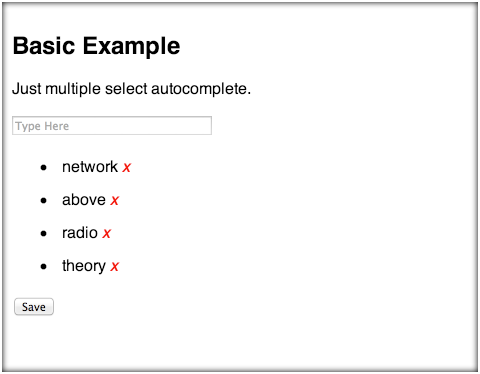 Basic Example
Just multiple select autocomplete.
Type Here
network x
above x
radio x
theory x
Save